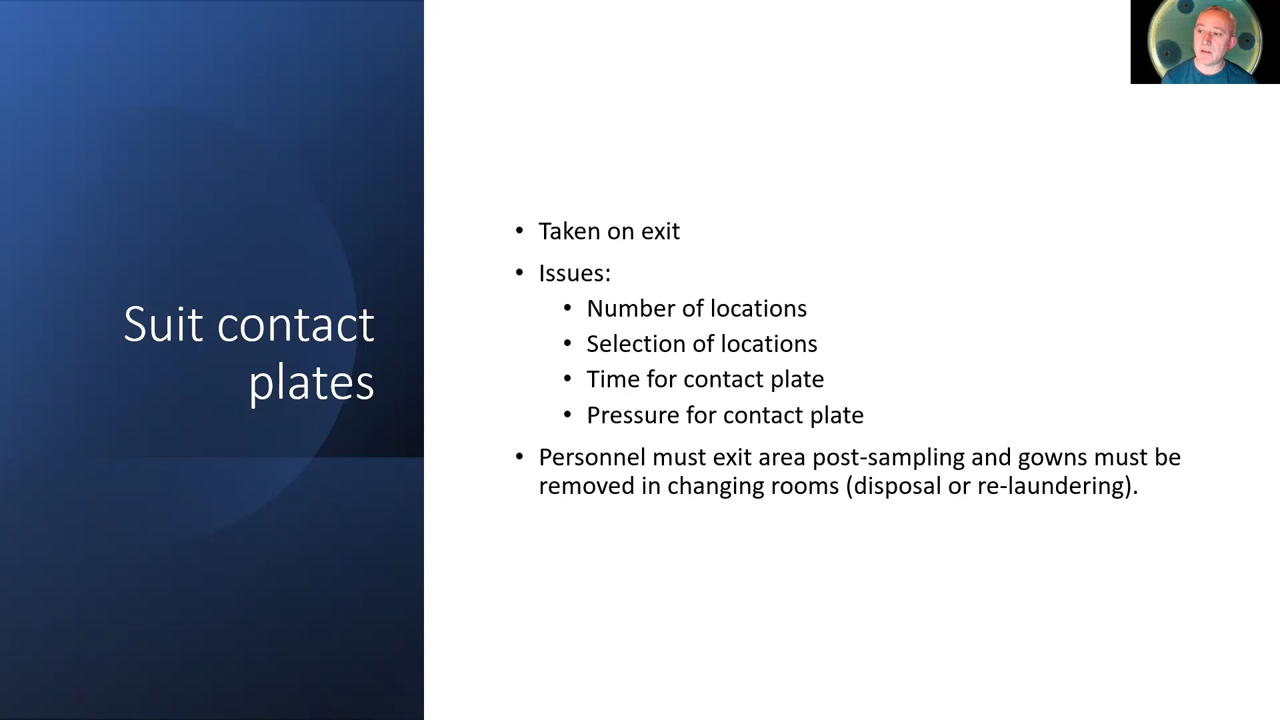 Suit contact
plates
• Taken on exit
• Issues:
• Number of locations
• Selection of locations
• Time for contact plate
• Pressure for contact plate
• Personnel must exit area post-sampling and gowns must be
removed in changing rooms (disposal or re-laundering).